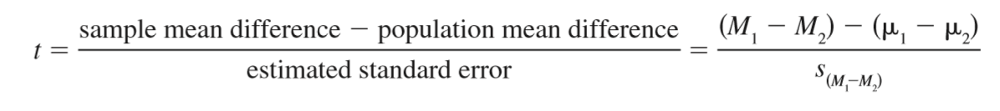 t = sample mean difference − population mean difference / estimated standard error = (M₁ − M₂) − (μ₁ − μ₂) / s₍M₁−M₂₎